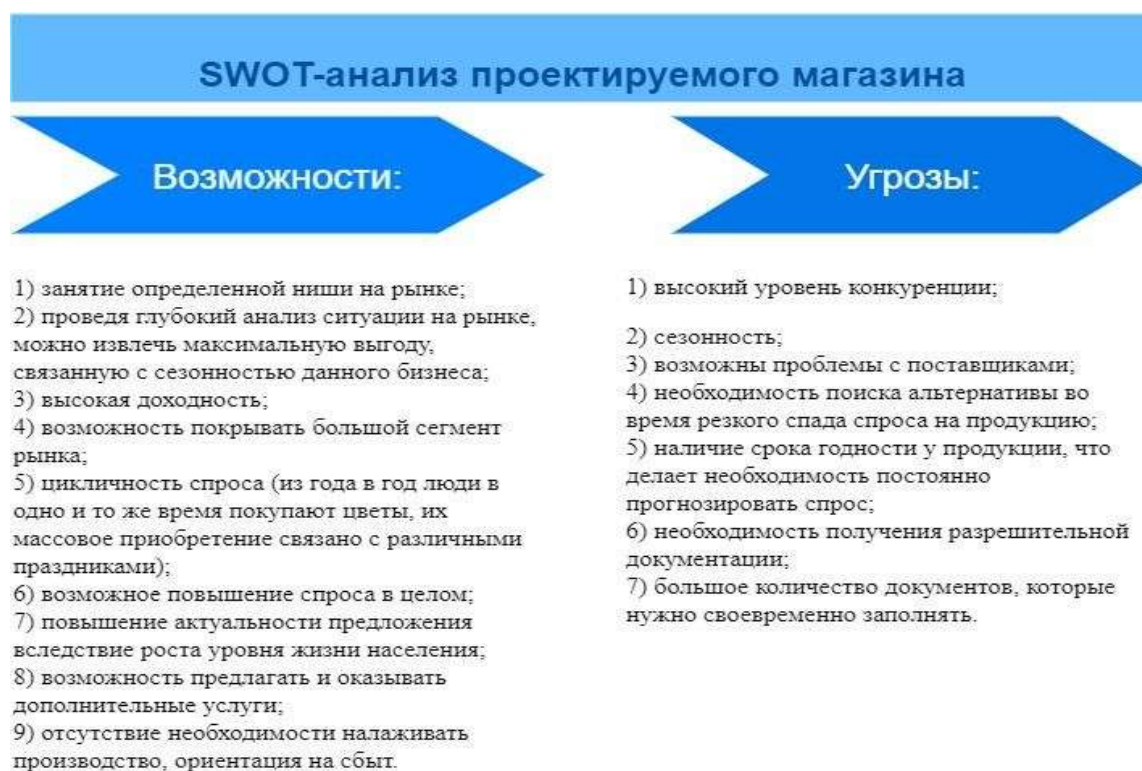 SWOT-анализ проектируемого магазина
Возможности:
1) занятие определенной ниши на рынке;
2) проведя глубокий анализ ситуации на рынке,
можно извлечь максимальную выгоду,
связанную с сезонностью данного бизнеса;
3) высокая доходность;
4) возможность покрывать большой сегмент
рынка;
5) цикличность спроса (из года в год люди в
одно и то же время покупают цветы, их
массовое приобретение связано с различными
праздниками);
6) возможное повышение спроса в целом;
7) повышение актуальности предложения
вследствие роста уровня жизни населения;
8) возможность предлагать и оказывать
дополнительные услуги;
9) отсутствие необходимости налаживать
производство, ориентация на сбыт.
Угрозы:
1) высокий уровень конкуренции;
2) сезонность;
3) возможны проблемы с поставщиками;
4) необходимость поиска альтернативы во
время резкого спада спроса на продукцию;
5) наличие срока годности у продукции, что
делает необходимость постоянно
прогнозировать спрос;
6) необходимость получения разрешительной
документации;
7) большое количество документов, которые
нужно своевременно заполнять.